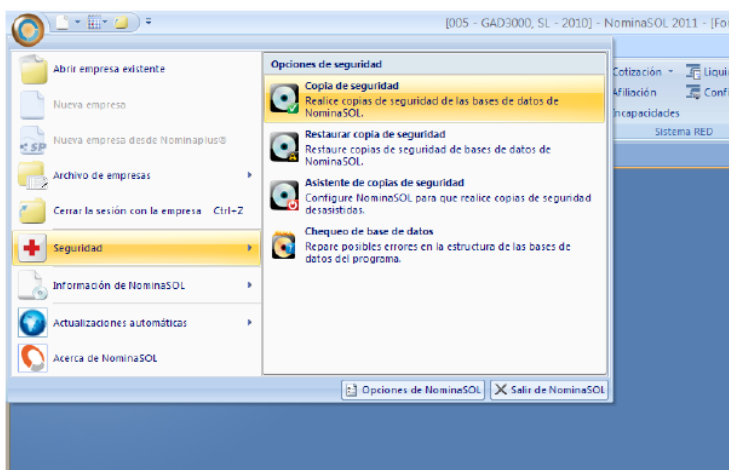 [005 - GAD3000, SL - 2010] - NominaSOL 2011 - [For
Abrir empresa existente
Nueva empresa
Nueva empresa desde Nominaplus®
SP
Archivo de empresas
Cerrar la sesión con la empresa Ctrl+Z
Seguridad
Información de NominaSOL
Actualizaciones automáticas
Acerca de NominaSOL
Opciones de seguridad
Copia de seguridad
Realice copias de seguridad de las bases de datos de
NominaSOL.
Restaurar copia de seguridad
Restaure copias de seguridad de bases de datos de
NominaSOL.
Asistente de copias de seguridad
Configure NominaSOL para que realice copias de seguridad
desasistidas.
Chequeo de base de datos
Repare posibles errores en la estructura de las bases de
datos del programa.
Cotización
Liqui
Afiliación
Confi
Incapacidades
Sistema RED
Opciones de NominaSOL
Salir de NominaSOL